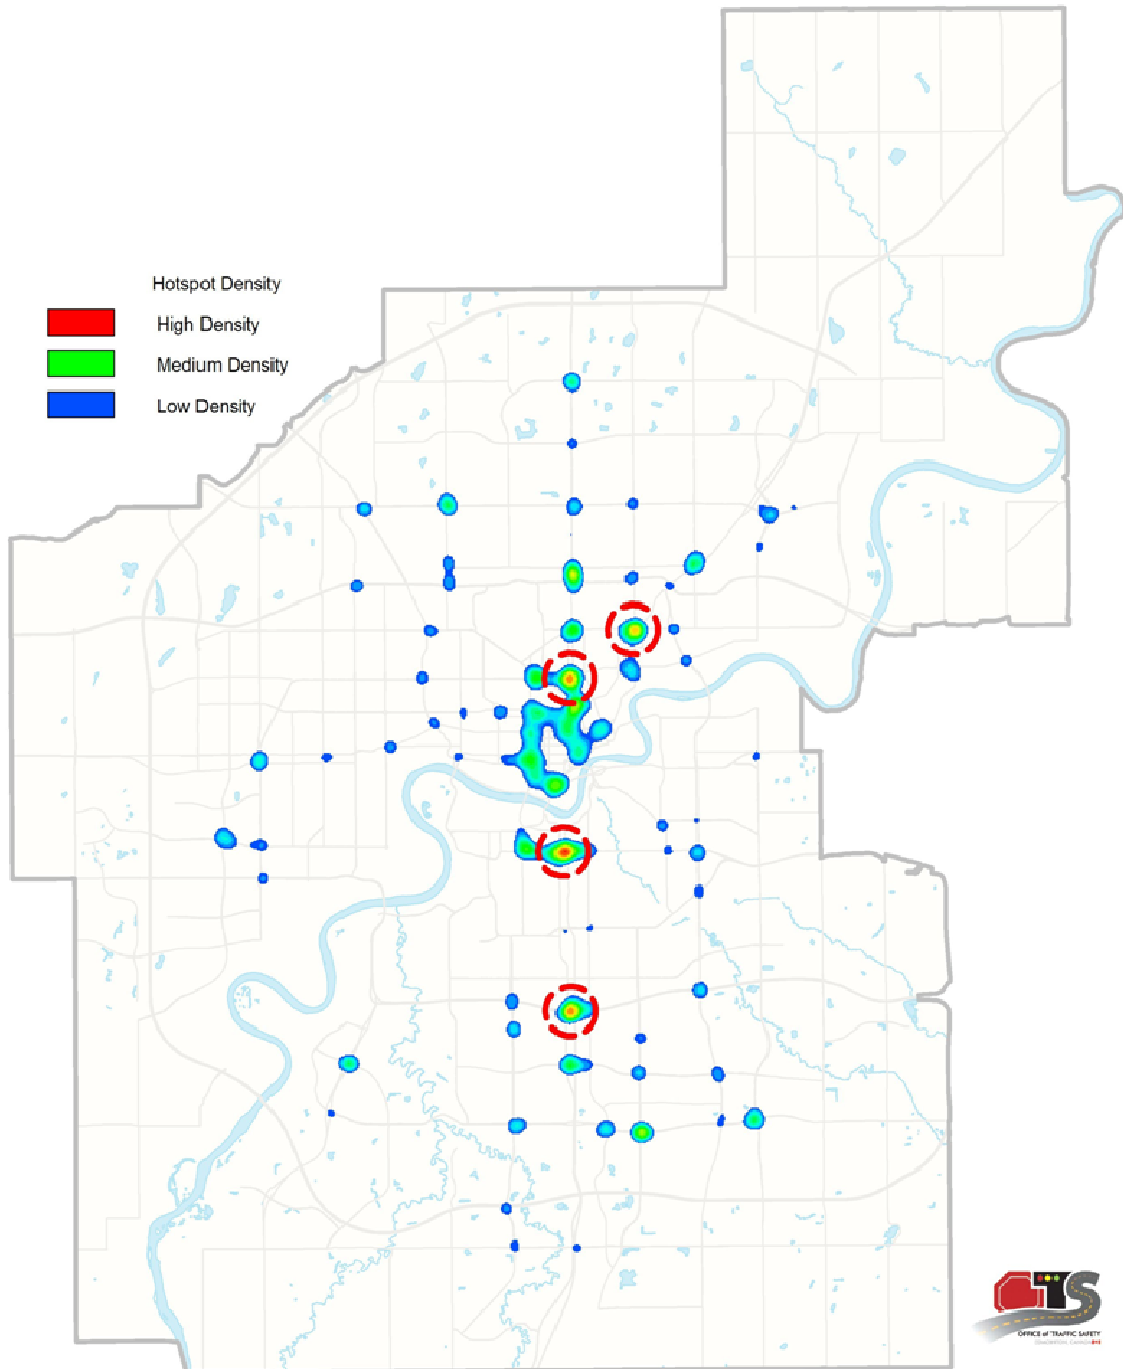 Hotspot Density
High Density
Medium Density
Low Density
OTS
OFFICE of TRAFFIC SAFETY